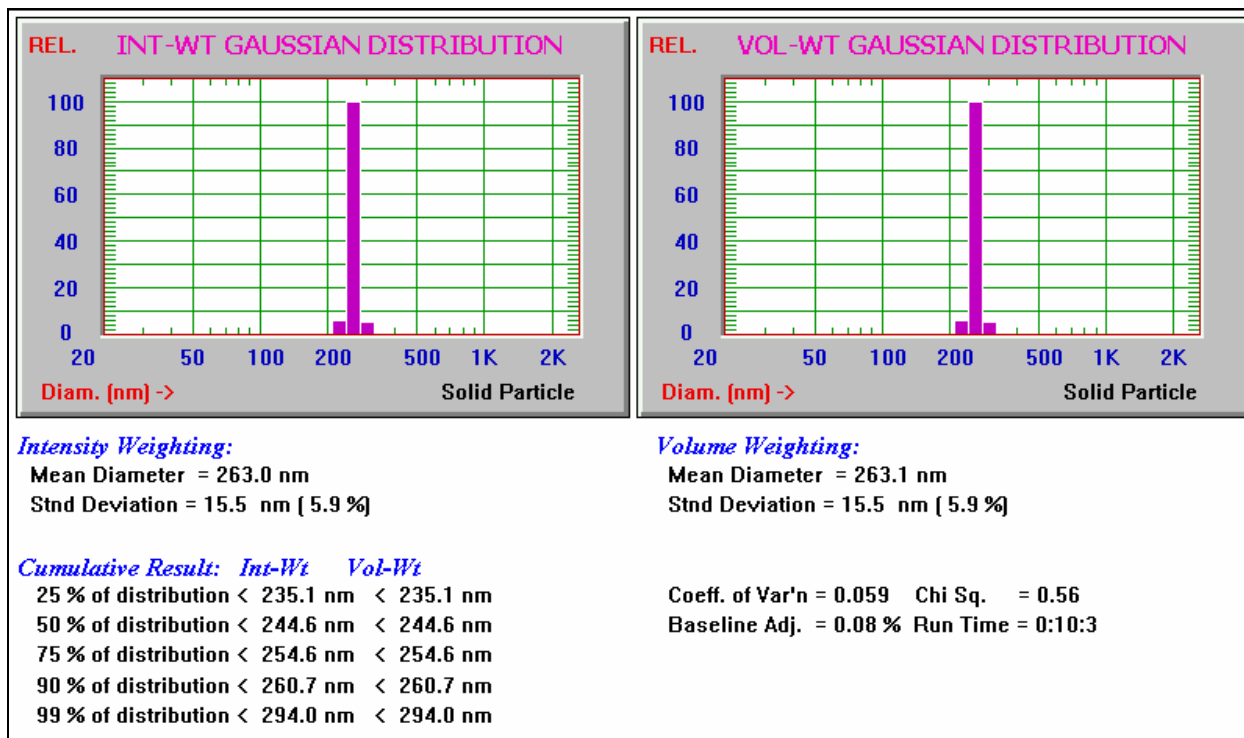 REL. INT-WT GAUSSIAN DISTRIBUTION
100
80
60
40
20
0
20 50 100 200 500 1K 2K
Diam. (nm) -> Solid Particle
REL. VOL-WT GAUSSIAN DISTRIBUTION
100
80
60
40
20
0
20 50 100 200 500 1K 2K
Diam. (nm) -> Solid Particle
Intensity Weighting:
Mean Diameter = 263.0 nm
Stnd Deviation = 15.5 nm ( 5.9 %)
Volume Weighting:
Mean Diameter = 263.1 nm
Stnd Deviation = 15.5 nm ( 5.9 %)
Cumulative Result: Int-Wt Vol-Wt
25 % of distribution < 235.1 nm < 235.1 nm
50 % of distribution < 244.6 nm < 244.6 nm
75 % of distribution < 254.6 nm < 254.6 nm
90 % of distribution < 260.7 nm < 260.7 nm
99 % of distribution < 294.0 nm < 294.0 nm
Coeff. of Var'n = 0.059 Chi Sq. = 0.56
Baseline Adj. = 0.08 % Run Time = 0:10:3